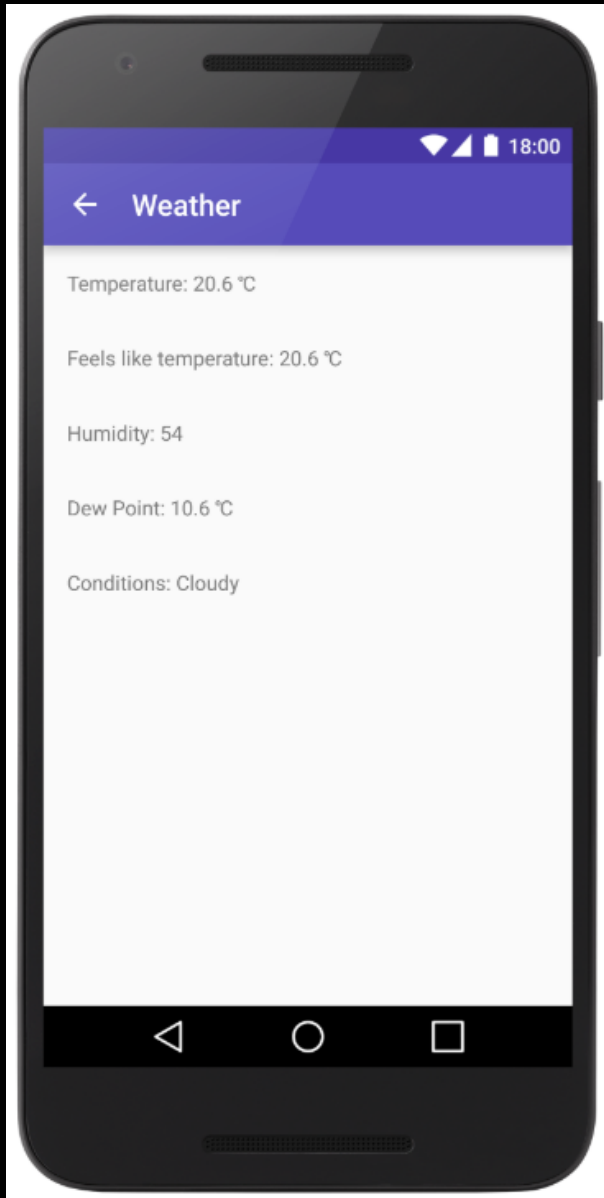 18:00
Weather
Temperature: 20.6 ℃
Feels like temperature: 20.6 ℃
Humidity: 54
Dew Point: 10.6 ℃
Conditions: Cloudy